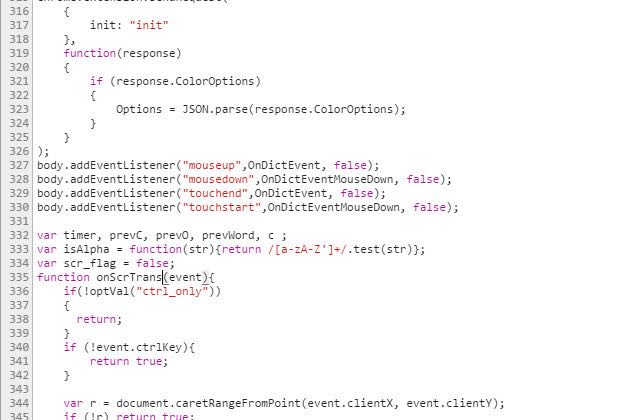 316 {
317 init: "init"
318 },
319 function(response)
320 {
321 if (response.ColorOptions)
322 {
323 Options = JSON.parse(response.ColorOptions);
324 }
325 }
326 );
327 body.addEventListener("mouseup",OnDictEvent, false);
328 body.addEventListener("mousedown",OnDictEventMouseDown, false);
329 body.addEventListener("touchend",OnDictEvent, false);
330 body.addEventListener("touchstart",OnDictEventMouseDown, false);
331
332 var timer, prevC, prevO, prevWord, c ;
333 var isAlpha = function(str){return /[a-zA-Z']+/.test(str)};
334 var scr_flag = false;
335 function onScrTrans(event){
336 if(!optVal("ctrl_only"))
337 {
338 return;
339 }
340 if (!event.ctrlKey){
341 return true;
342 }
343
344 var r = document.caretRangeFromPoint(event.clientX, event.clientY);
345 if (!r) return true;